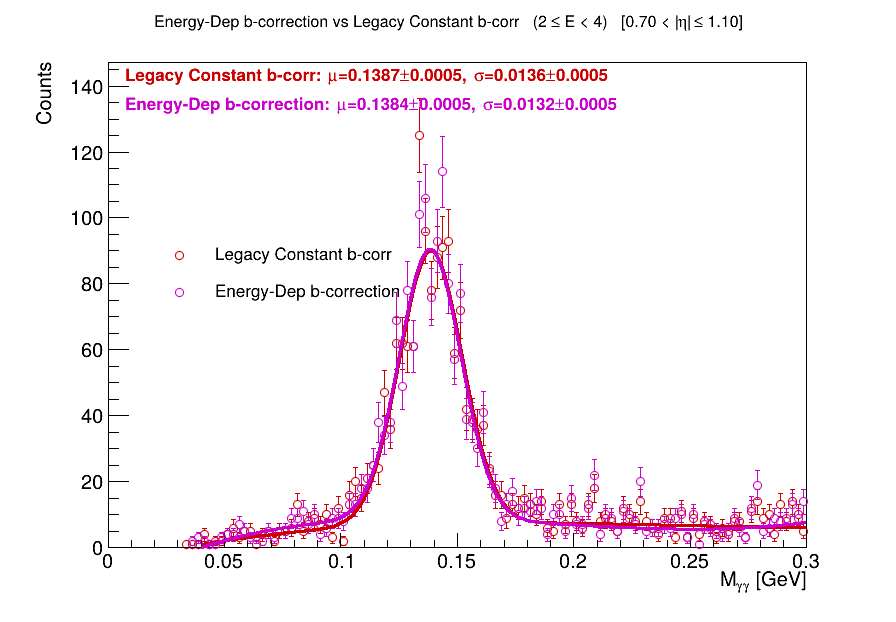 Energy-Dep b-correction vs Legacy Constant b-corr (2 ≤ E < 4) [0.70 < |η| ≤ 1.10]
Counts
Legacy Constant b-corr: μ=0.1387±0.0005, σ=0.0136±0.0005
Energy-Dep b-correction: μ=0.1384±0.0005, σ=0.0132±0.0005
140
120
100
80
60
40
20
0
Legacy Constant b-corr
Energy-Dep b-correction
0 0.05 0.1 0.15 0.2 0.25 0.3
M_γγ [GeV]